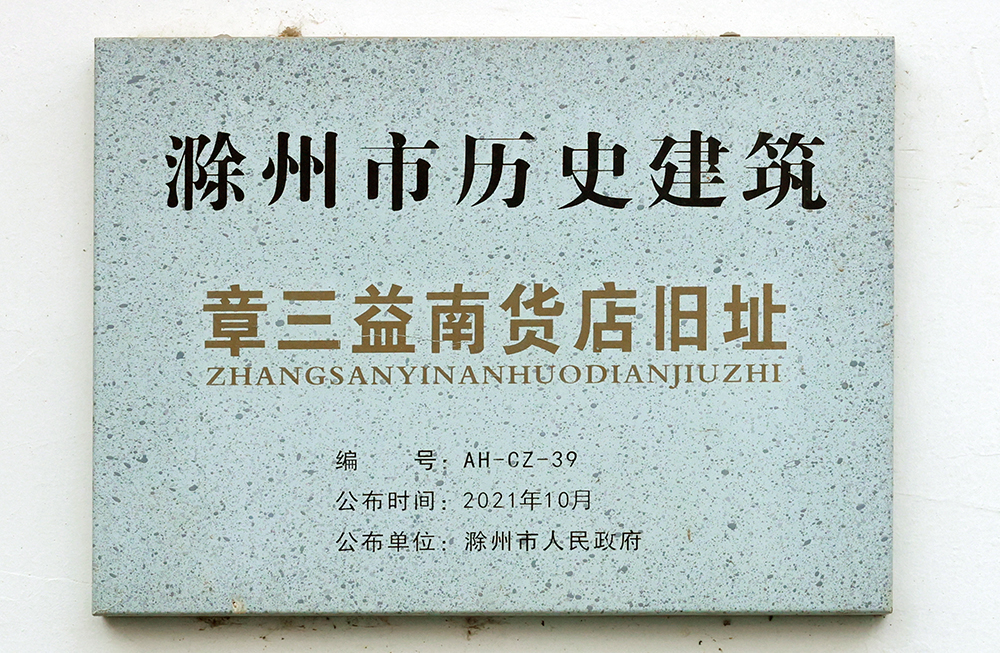 滁州市历史建筑
章三益南货店旧址
ZHANGSANYINANHUODIANJIUZHI
编 号：AH-CZ-39
公布时间：2021年10月
公布单位：滁州市人民政府